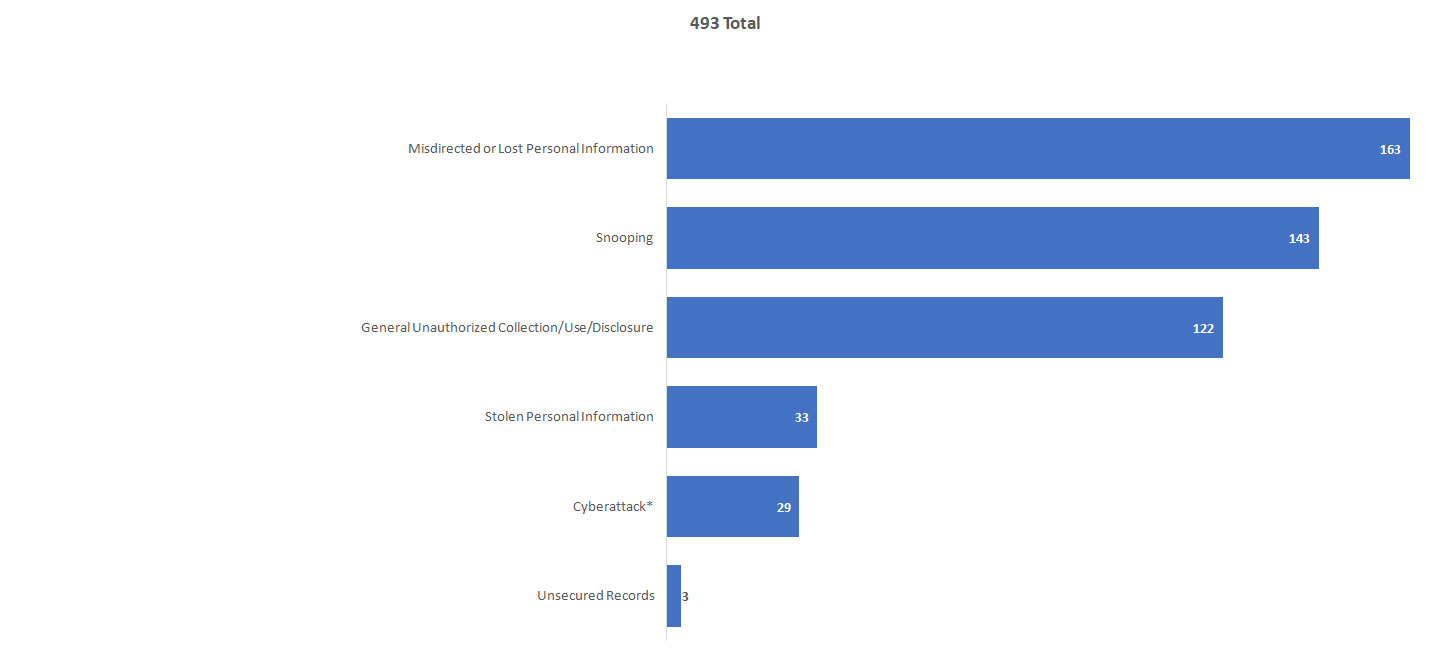 493 Total
Misdirected or Lost Personal Information
163
Snooping
143
General Unauthorized Collection/Use/Disclosure
122
Stolen Personal Information
33
Cyberattack*
29
Unsecured Records
3